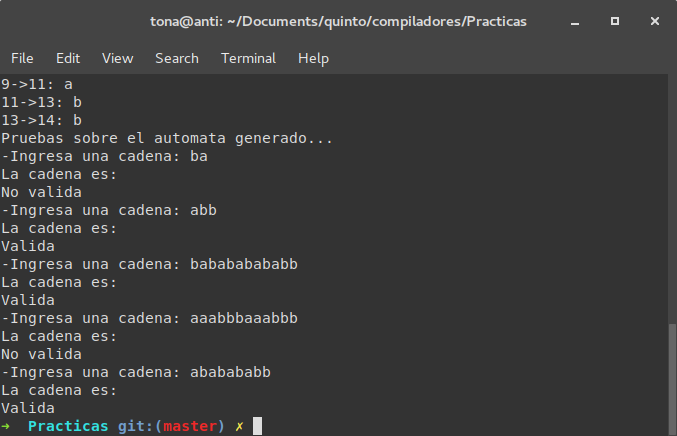 tona@anti: ~/Documents/quinto/compiladores/Practicas
File Edit View Search Terminal Help
9->11: a
11->13: b
13->14: b
Pruebas sobre el automata generado...
-Ingresa una cadena: ba
La cadena es:
No valida
-Ingresa una cadena: abb
La cadena es:
Valida
-Ingresa una cadena: babababababb
La cadena es:
Valida
-Ingresa una cadena: aaabbbaaabbb
La cadena es:
No valida
-Ingresa una cadena: ababababb
La cadena es:
Valida
➜ Practicas git:(master) ✗